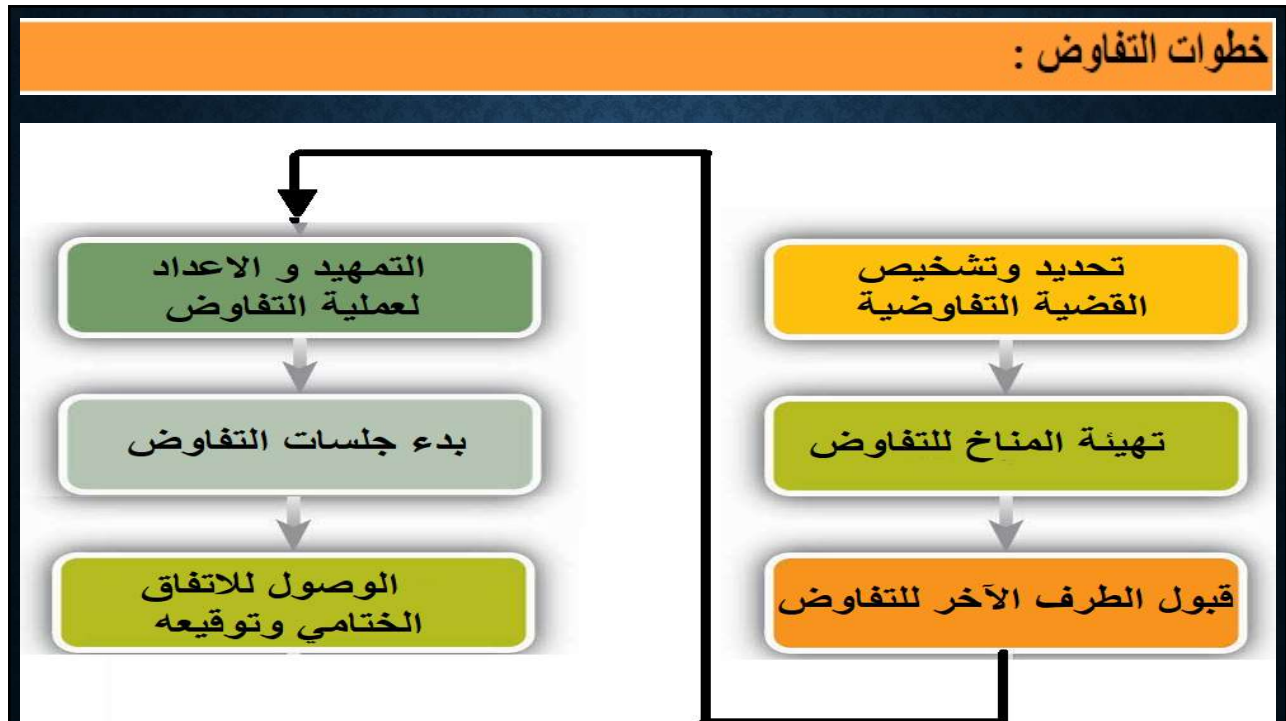 خطوات التفاوض :
تحديد وتشخيص
القضية التفاوضية
تهيئة المناخ للتفاوض
قبول الطرف الآخر للتفاوض
التمهيد و الاعداد
لعملية التفاوض
بدء جلسات التفاوض
الوصول للاتفاق
الختامي وتوقيعه